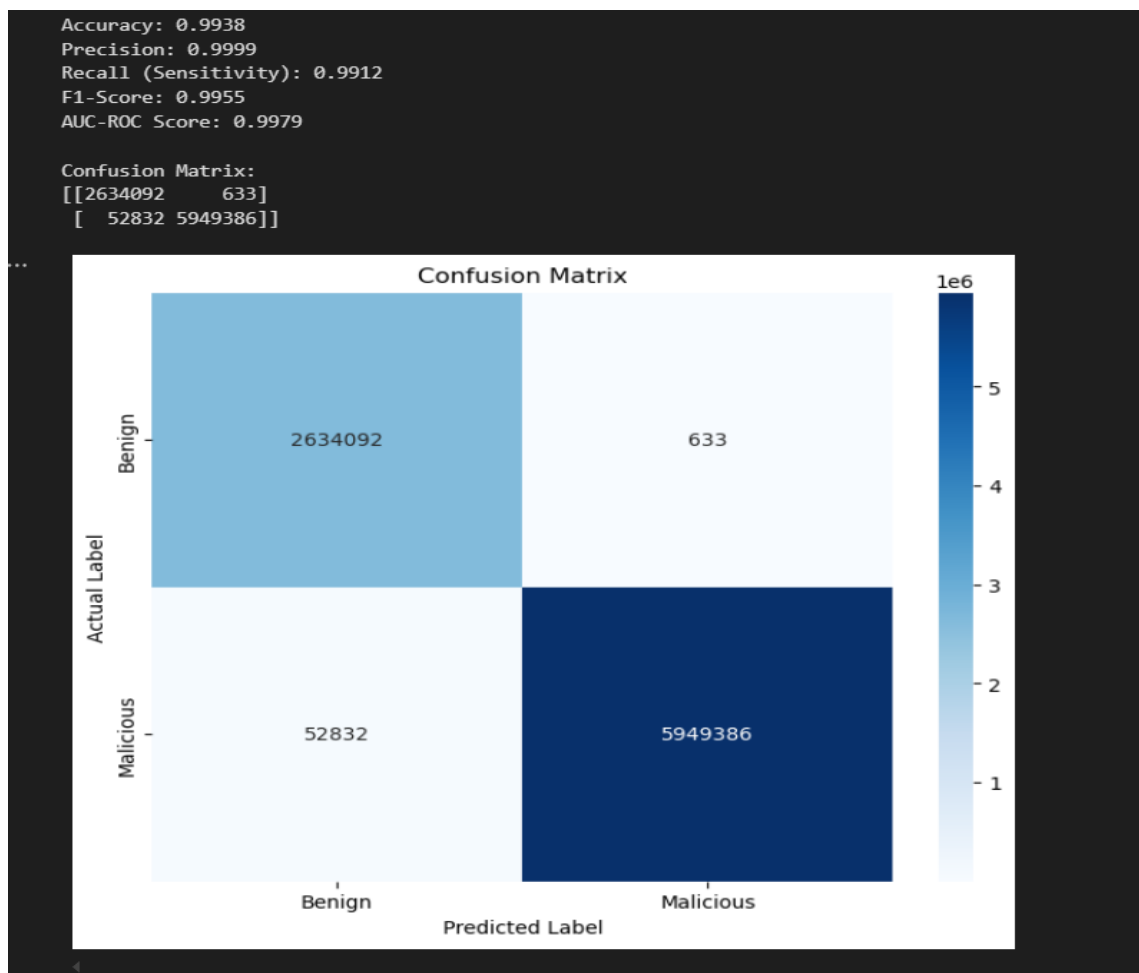 Accuracy: 0.9938
Precision: 0.9999
Recall (Sensitivity): 0.9912
F1-Score: 0.9955
AUC-ROC Score: 0.9979
Confusion Matrix:
[[2634092     633]
 [  52832 5949386]]
...
Confusion Matrix
1e6
Benign
2634092
633
5
4
3
Actual Label
2
Malicious
52832
5949386
1
Benign
Malicious
Predicted Label